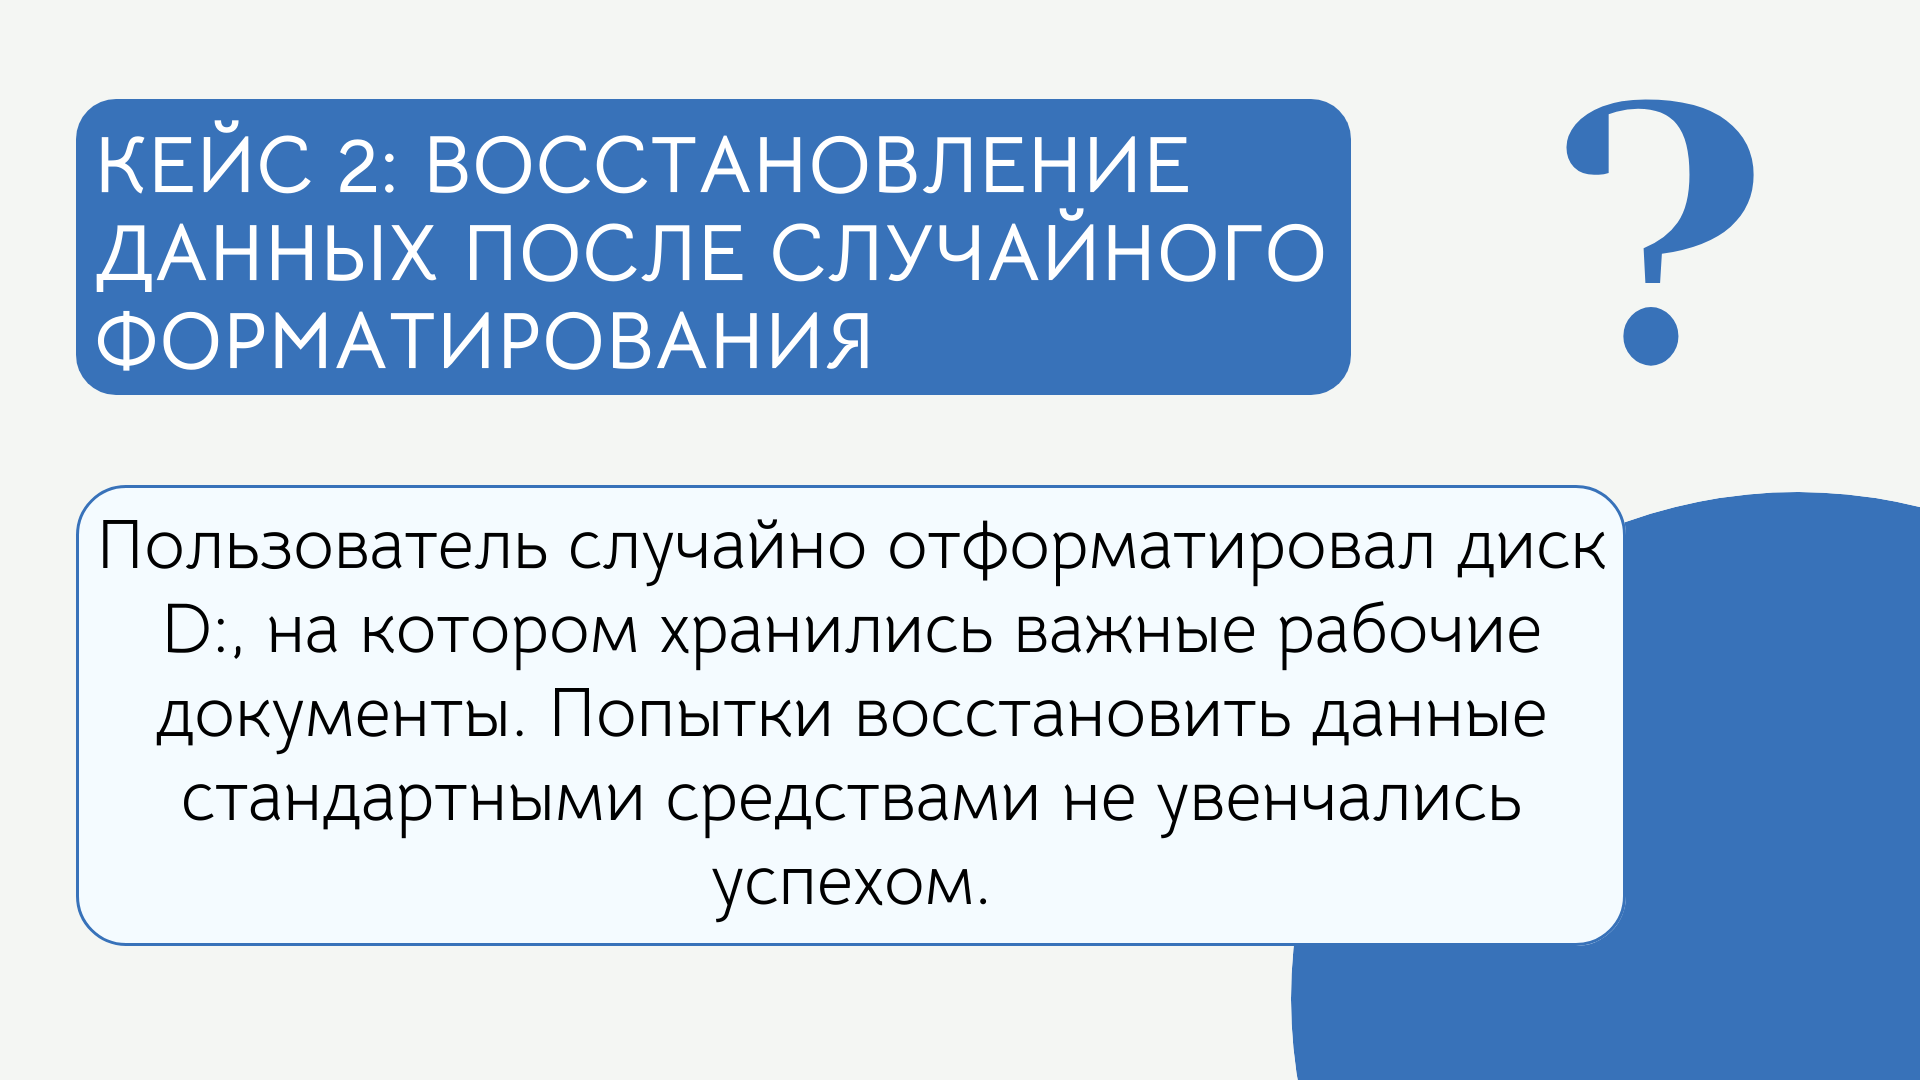 КЕЙС 2: ВОССТАНОВЛЕНИЕ
ДАННЫХ ПОСЛЕ СЛУЧАЙНОГО
ФОРМАТИРОВАНИЯ
?
Пользователь случайно отформатировал диск
D:, на котором хранились важные рабочие
документы. Попытки восстановить данные
стандартными средствами не увенчались
успехом.